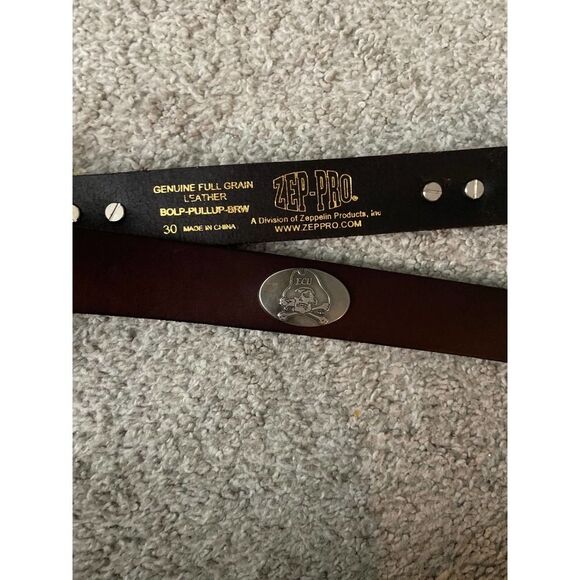 GENUINE FULL GRAIN
LEATHER
BOLP-PULLUP-BRW
30 MADE IN CHINA
ZEP-PRO®
A Division of Zeppelin Products, Inc
WWW.ZEPPRO.COM
ECU